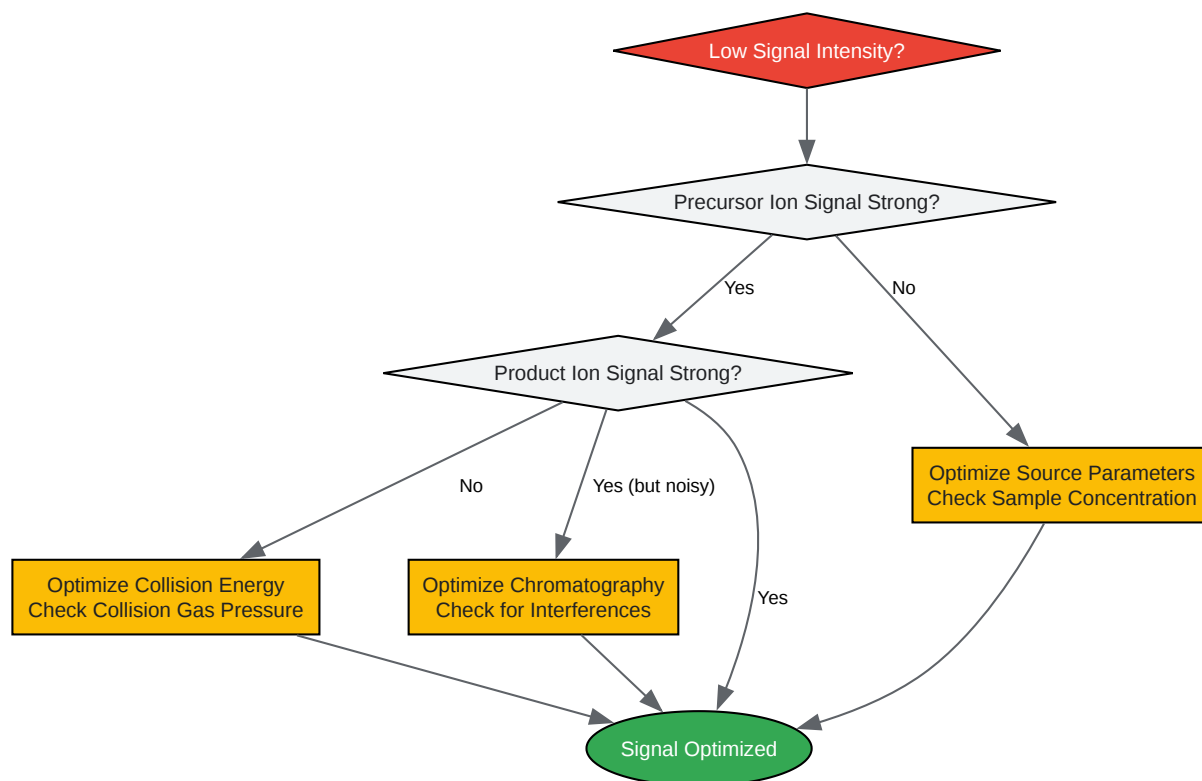 Low Signal Intensity?
Precursor Ion Signal Strong?
Yes
No
Product Ion Signal Strong?
No
Yes (but noisy)
Optimize Source Parameters
Check Sample Concentration
Optimize Collision Energy
Check Collision Gas Pressure
Optimize Chromatography
Check for Interferences
Yes
Signal Optimized